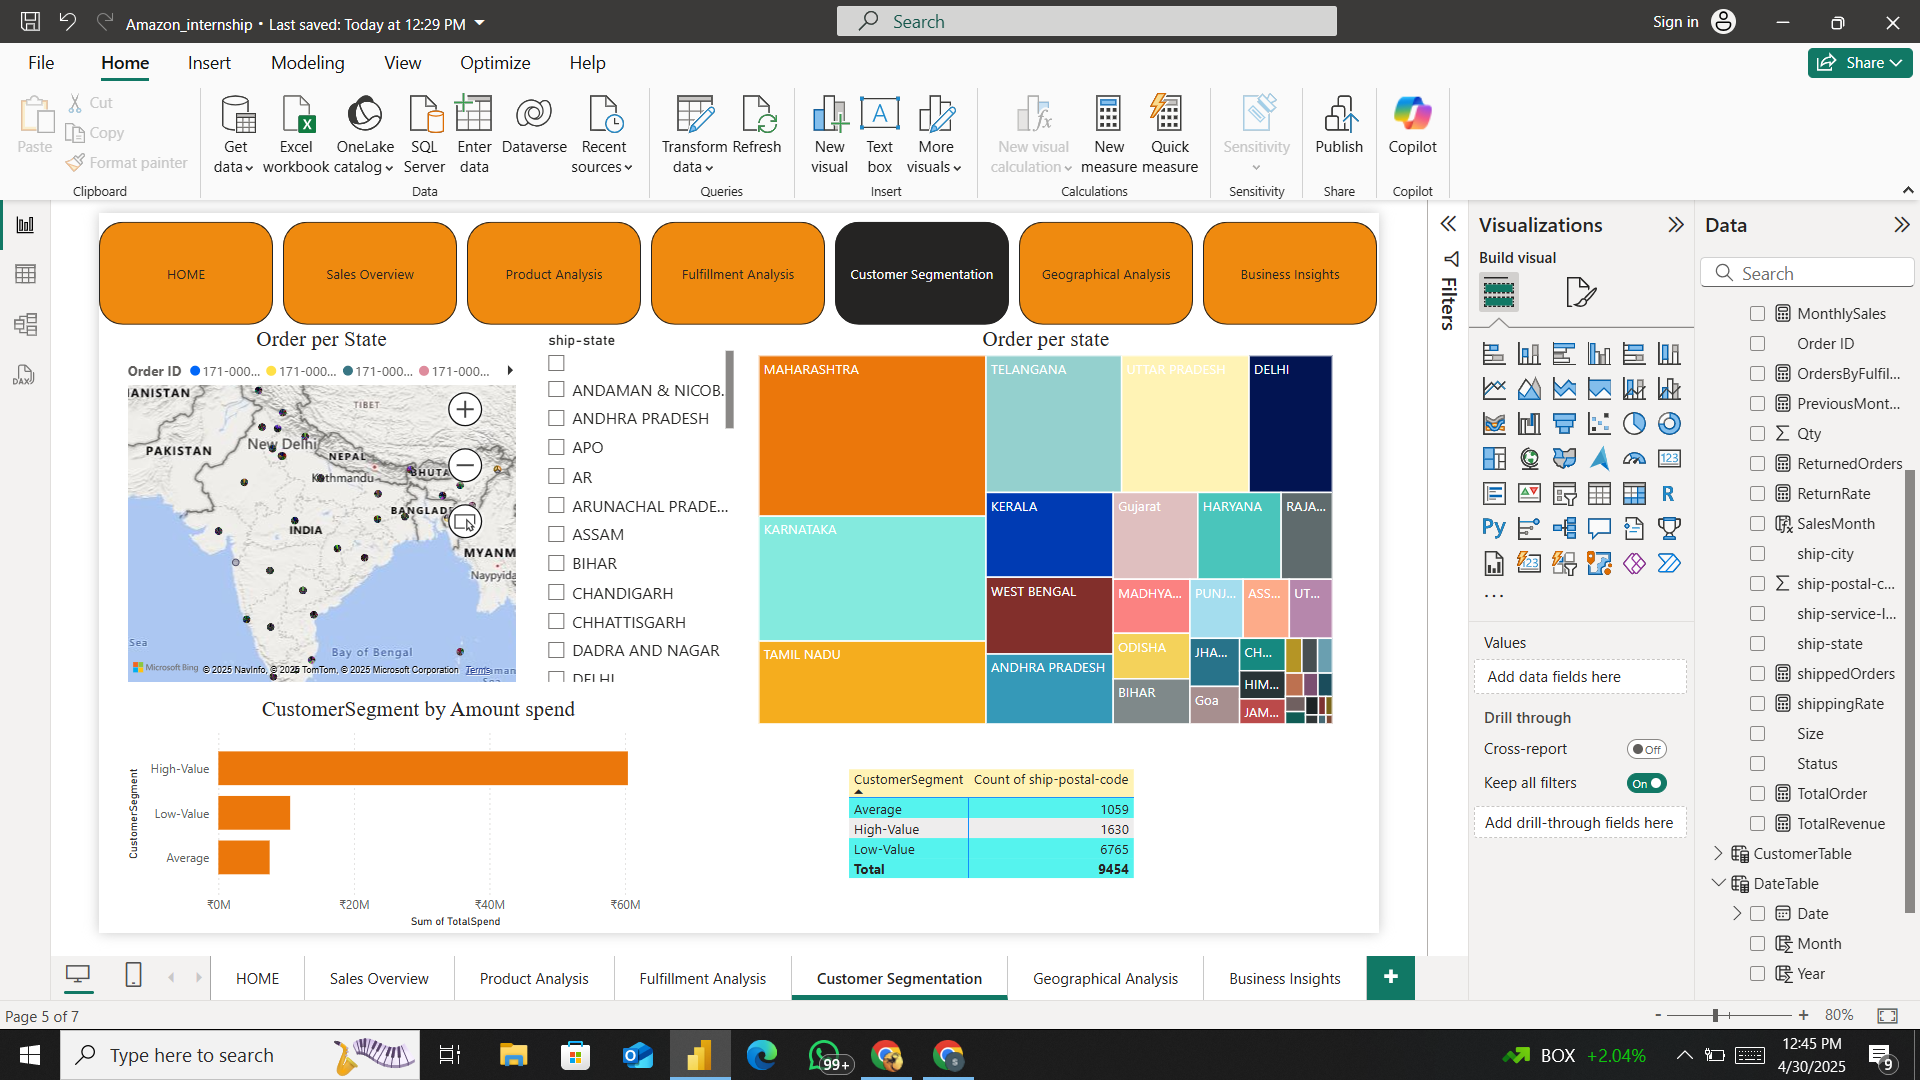 Amazon_internship • Last saved: Today at 12:29 PM
Search
Sign in
File
Home
Insert
Modeling
View
Optimize
Help
Share
Paste
Cut
Copy
Format painter
Clipboard
Get data
Excel workbook
OneLake catalog
SQL Server
Enter data
Dataverse
Recent sources
Data
Transform data
Refresh
Queries
New visual
Text box
More visuals
Insert
New visual calculation
New measure
Quick measure
Calculations
Sensitivity
Sensitivity
Publish
Share
Copilot
Copilot
HOME
Sales Overview
Product Analysis
Fulfillment Analysis
Customer Segmentation
Geographical Analysis
Business Insights
Order per State
Order ID
171-000...
171-000...
171-000...
171-000...
ANISTAN
TIBET
New Delhi
PAKISTAN
NEPAL
Kathmandu
BHUTA
BANGLAD
INDIA
MYANM
Naypyida
Sea
Bay of Bengal
Microsoft Bing
© 2025 NavInfo, © 2025 TomTom, © 2025 Microsoft Corporation
Terms
ship-state
ANDAMAN & NICOB...
ANDHRA PRADESH
APO
AR
ARUNACHAL PRADE...
ASSAM
BIHAR
CHANDIGARH
CHHATTISGARH
DADRA AND NAGAR
DELHI
Order per state
MAHARASHTRA
KARNATAKA
TAMIL NADU
TELANGANA
UTTAR PRADESH
DELHI
KERALA
Gujarat
HARYANA
RAJA...
WEST BENGAL
MADHYA...
PUNJ...
ASS...
UT...
ANDHRA PRADESH
ODISHA
JHA...
CH...
BIHAR
Goa
HIM...
JAM...
CustomerSegment by Amount spend
CustomerSegment
High-Value
Low-Value
Average
₹0M
₹20M
₹40M
₹60M
Sum of TotalSpend
CustomerSegment Count of ship-postal-code
Average 1059
High-Value 1630
Low-Value 6765
Total 9454
Filters
Visualizations
Build visual
123
R
Py
123
...
Values
Add data fields here
Drill through
Cross-report
Off
Keep all filters
On
Add drill-through fields here
Data
Search
MonthlySales
Order ID
OrdersByFulfil...
PreviousMont...
Qty
ReturnedOrders
ReturnRate
SalesMonth
ship-city
ship-postal-c...
ship-service-l...
ship-state
shippedOrders
shippingRate
Size
Status
TotalOrder
TotalRevenue
CustomerTable
DateTable
Date
Month
Year
HOME
Sales Overview
Product Analysis
Fulfillment Analysis
Customer Segmentation
Geographical Analysis
Business Insights
Page 5 of 7
80%
Type here to search
99+
BOX +2.04%
12:45 PM
4/30/2025
9